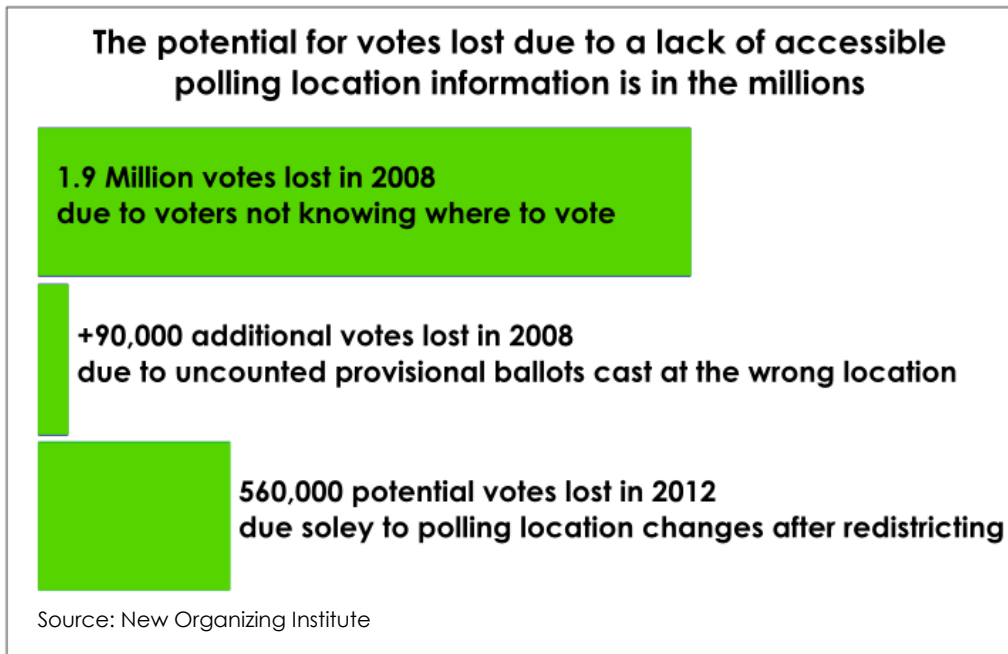 The potential for votes lost due to a lack of accessible
polling location information is in the millions
1.9 Million votes lost in 2008
due to voters not knowing where to vote
+90,000 additional votes lost in 2008
due to uncounted provisional ballots cast at the wrong location
560,000 potential votes lost in 2012
due soley to polling location changes after redistricting
Source: New Organizing Institute